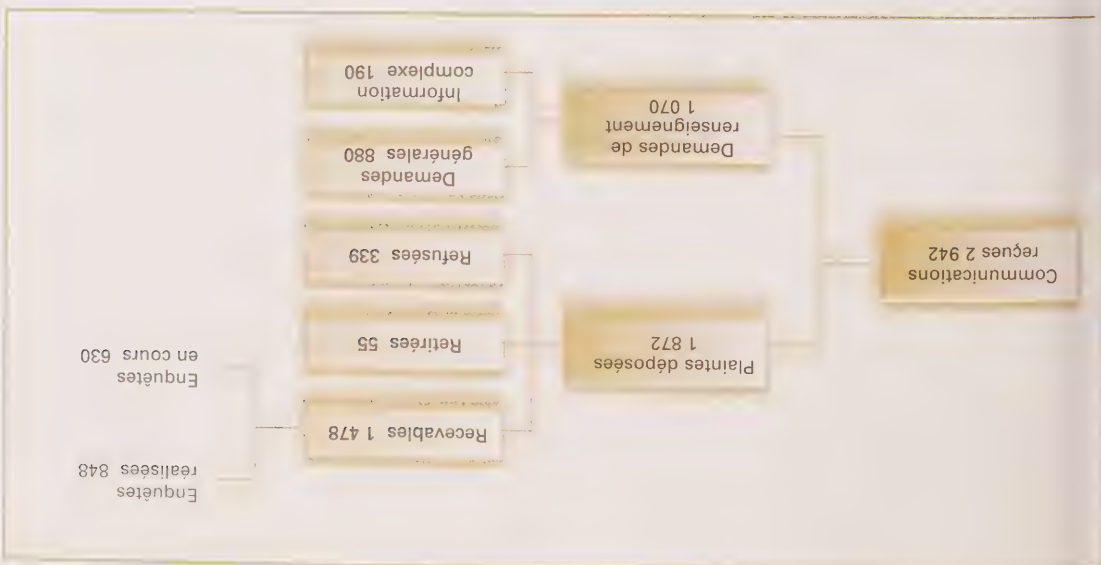 Communications
reçues 2 942
Plaintes déposées
1 872
Demandes de
renseignement
1 070
Recevables 1 478
Retirées 55
Refusées 339
Demandes
générales 880
Information
complexe 190
Enquêtes
réalisées 848
Enquêtes
en cours 630